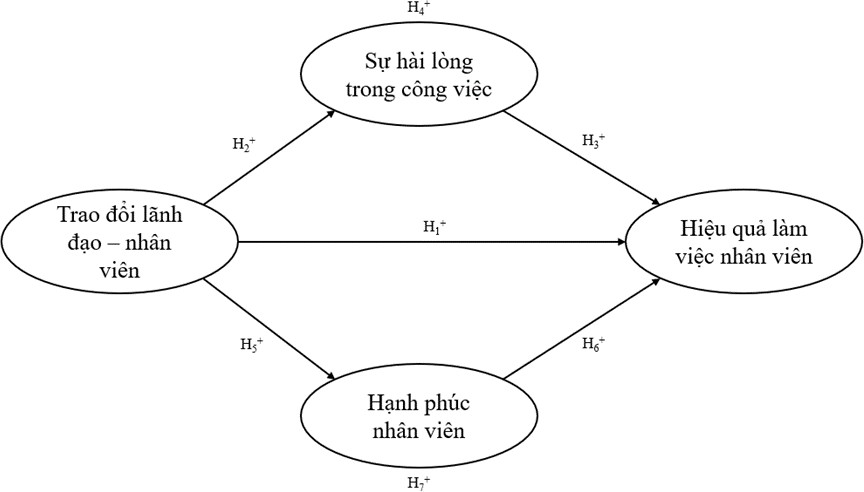 H₄⁺
Sự hài lòng
trong công việc
H₂⁺
H₃⁺
Trao đổi lãnh
đạo – nhân
viên
H₁⁺
Hiệu quả làm
việc nhân viên
H₅⁺
H₆⁺
Hạnh phúc
nhân viên
H₇⁺